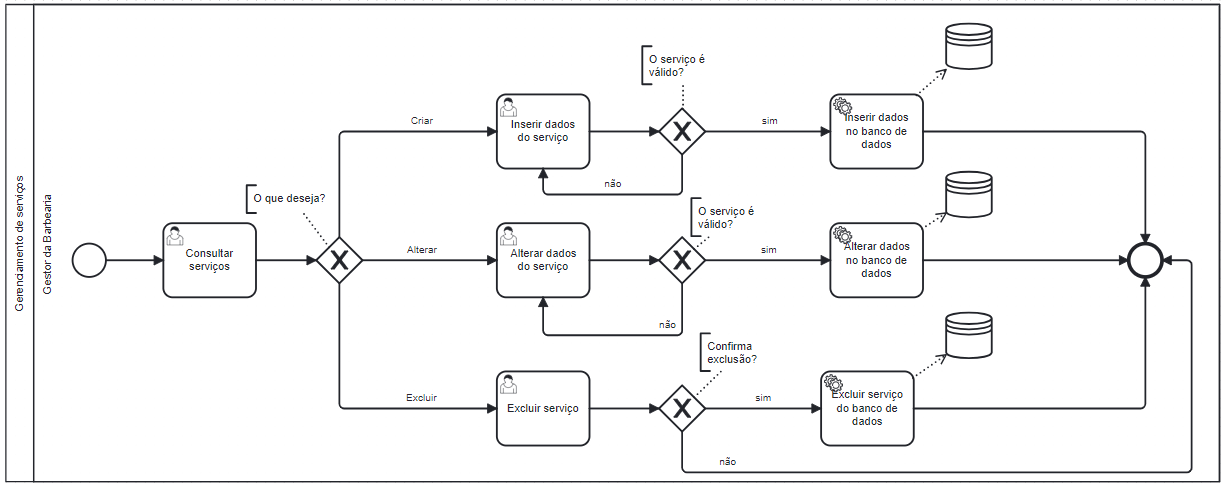 Gerenciamento de serviços
Gestor da Barbearia
Consultar
serviços
O que deseja?
Criar
Inserir dados
do serviço
não
O serviço é
válido?
sim
Inserir dados
no banco de
dados
Alterar
Alterar dados
do serviço
não
O serviço é
válido?
sim
Alterar dados
no banco de
dados
Excluir
Excluir serviço
Confirma
exclusão?
sim
Excluir serviço
do banco de
dados
não